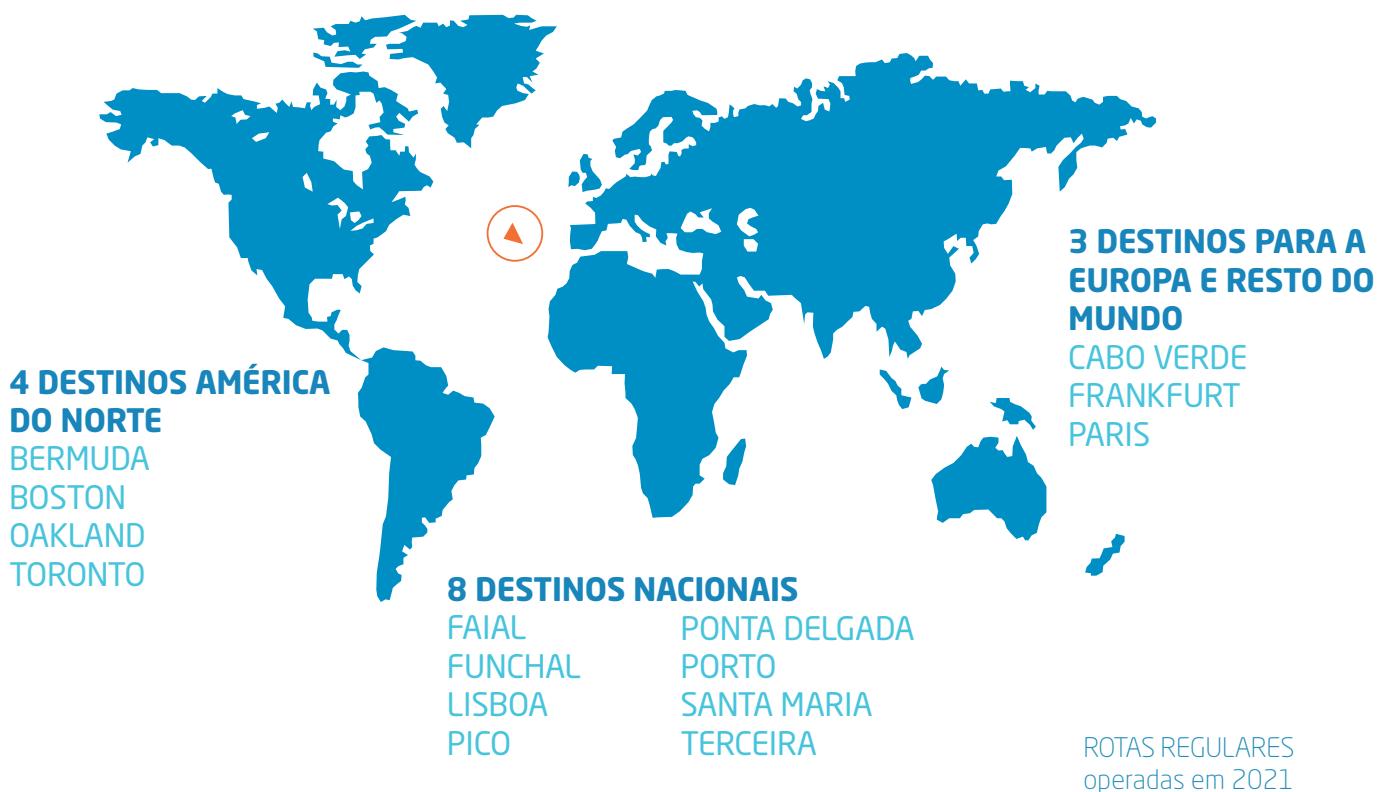 4 DESTINOS AMÉRICA
DO NORTE
BERMUDA
BOSTON
OAKLAND
TORONTO
8 DESTINOS NACIONAIS
FAIAL
FUNCHAL
LISBOA
PICO
PONTA DELGADA
PORTO
SANTA MARIA
TERCEIRA
3 DESTINOS PARA A
EUROPA E RESTO DO
MUNDO
CABO VERDE
FRANKFURT
PARIS
ROTAS REGULARES
operadas em 2021